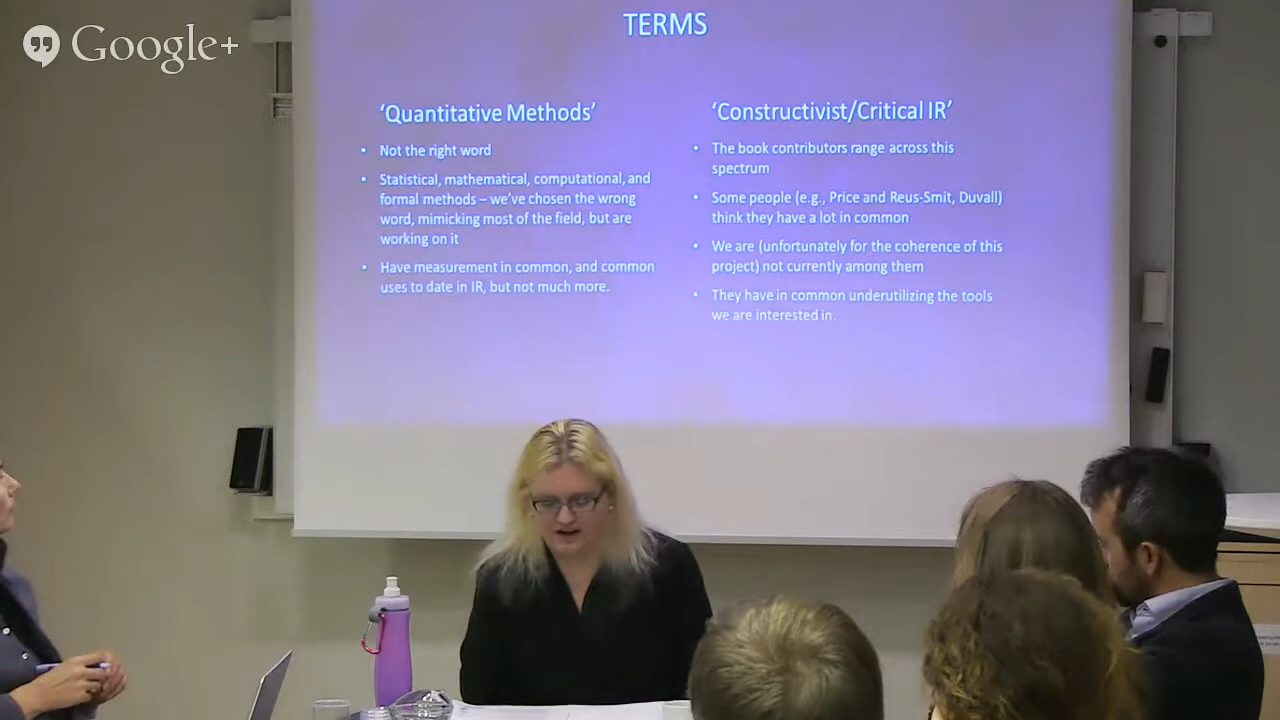 Google+
TERMS
‘Quantitative Methods’
• Not the right word
• Statistical, mathematical, computational, and
formal methods – we’ve chosen the wrong
word, mimicking most of the field, but are
working on it
• Have measurement in common, and common
uses to date in IR, but not much more.
‘Constructivist/Critical IR’
• The book contributors range across this
spectrum
• Some people (e.g., Price and Reus-Smit, Duvall)
think they have a lot in common
• We are (unfortunately for the coherence of this
project) not currently among them
• They have in common underutilizing the tools
we are interested in